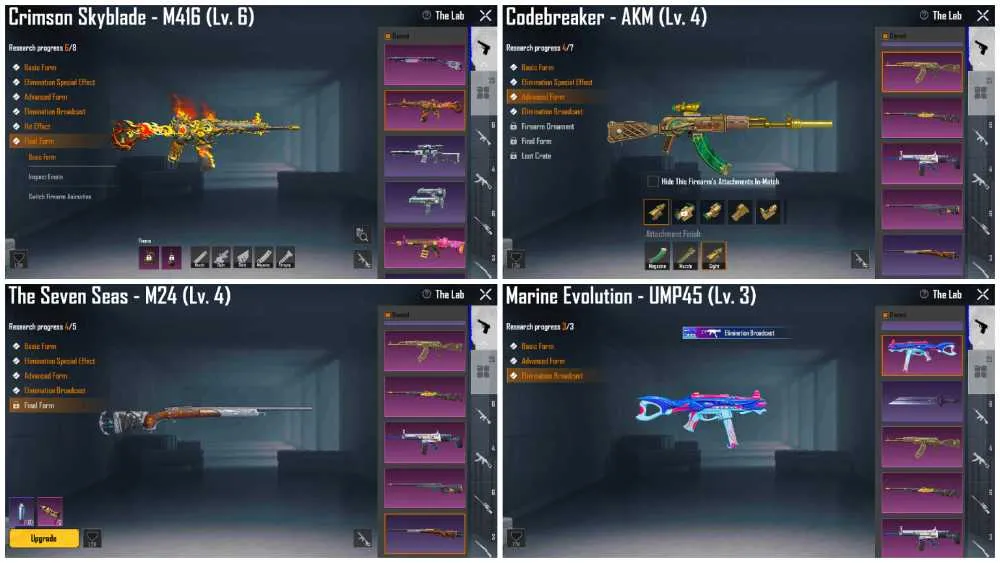 Crimson Skyblade - M416 (Lv. 6)
The Lab
Research progress 6/8
Basic Form
Elimination Special Effect
Advanced Form
Elimination Broadcast
Hit Effect
Final Form
Basic Form
Inspect Emote
Switch Firearm Animation
Owned
Codebreaker - AKM (Lv. 4)
The Lab
Research progress 4/7
Basic Form
Elimination Special Effect
Advanced Form
Elimination Broadcast
Firearm Ornament
Final Form
Loot Crate
Hide This Firearm's Attachments In-Match
Attachment Finish
Magazine
Muzzle
Sight
Owned
The Seven Seas - M24 (Lv. 4)
The Lab
Research progress 4/5
Basic Form
Elimination Special Effect
Advanced Form
Elimination Broadcast
Final Form
Upgrade
Owned
Marine Evolution - UMP45 (Lv. 3)
The Lab
Research progress 3/3
Basic Form
Advanced Form
Elimination Broadcast
Elimination Broadcast
Owned